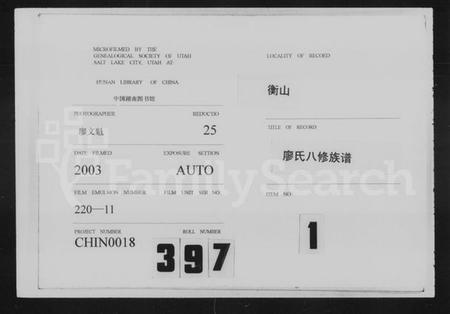 MICROFILMED BY THE
GENEALOGICAL SOCIETY OF UTAH
SALT LAKE CITY, UTAH AT
HUNAN LIBRARY OF CHINA
中国湖南图书馆
PHOTOGRAPHER REDUCTIO
廖文魁 25
DATE FILMED EXPOSURE SETTION
2003 AUTO
FILM EMULSION NUMBER FILM UNIT SER NO.
220—11
PROJECT NUMBER ROLL NUMBER
CHIN0018 397
LOCALITY OF RECORD
衡山
TITLE OF RECORD
廖氏八修族谱
ITEM NO.
1
FamilySearch